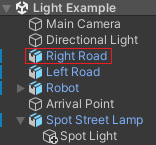 Light Example
Main Camera
Directional Light
Right Road
Left Road
Robot
Arrival Point
Spot Street Lamp
Spot Light